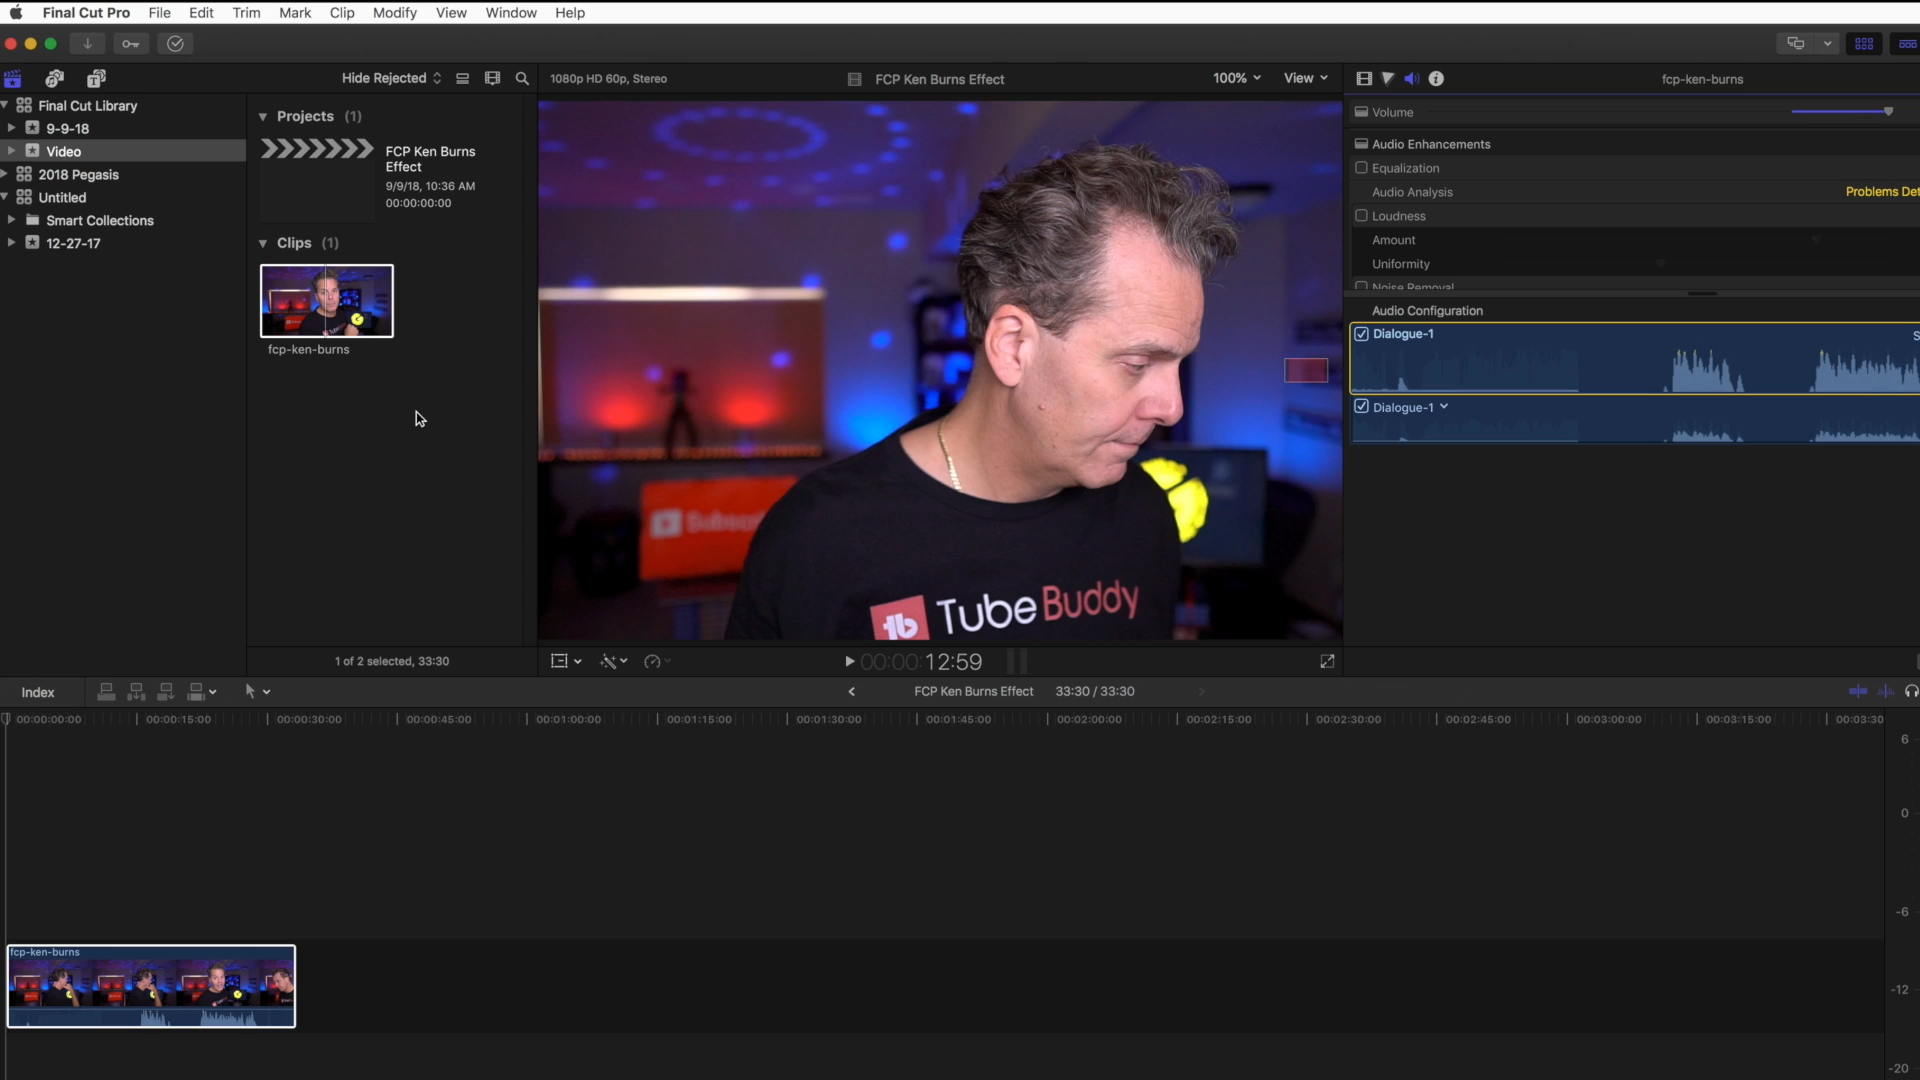 Final Cut Pro File Edit Trim Mark Clip Modify View Window Help
Hide Rejected
1080p HD 60p, Stereo
FCP Ken Burns Effect
100%
View
fcp-ken-burns
Final Cut Library
9-9-18
Video
2018 Pegasis
Untitled
Smart Collections
12-27-17
Projects (1)
FCP Ken Burns
Effect
9/9/18, 10:36 AM
00:00:00:00
Clips (1)
fcp-ken-burns
1 of 2 selected, 33:30
Subscri
TubeBuddy
tb
00:00:12:59
Volume
Audio Enhancements
Equalization
Audio Analysis
Problems Det
Loudness
Amount
Uniformity
Noise Removal
Audio Configuration
Dialogue-1
S
Dialogue-1
Index
FCP Ken Burns Effect 33:30 / 33:30
00:00:00:00 00:00:15:00 00:00:30:00 00:00:45:00 00:01:00:00 00:01:15:00 00:01:30:00 00:01:45:00 00:02:00:00 00:02:15:00 00:02:30:00 00:02:45:00 00:03:00:00 00:03:15:00 00:03:30
6
0
-6
-12
-20
fcp-ken-burns